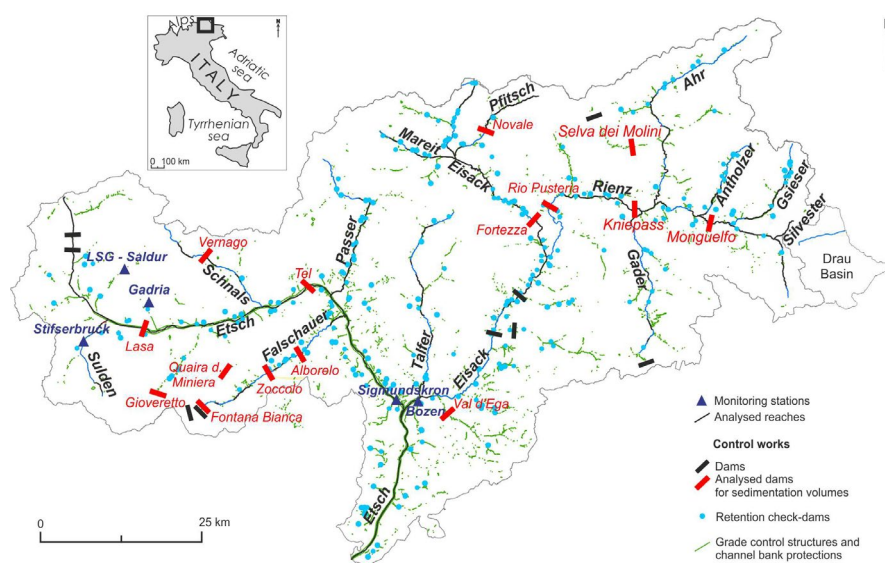 Alps
ITALY
Adriatic
sea
Tyrrhenian
sea
0 100 km
N
Pfitsch
Novale
Mareit
Eisack
Ahr
Selva dei Molini
Rio Pusteria
Rienz
Antholzer
Gsieser
Fortezza
Kniepass
Monguelfo
Silvester
Drau
Basin
Gader
Passer
Vernago
Schnals
LSG - Saldur
Gadria
Tel
Etsch
Stifserbruck
Lasa
Sulden
Falschauer
Quaira d.
Miniera
Alborelo
Zoccolo
Gioveretto
Fontana Bianca
Talfer
Eisack
Sigmundskron
Bozen
Val d'Ega
Etsch
0 25 km
Monitoring stations
Analysed reaches
Control works
Dams
Analysed dams
for sedimentation volumes
Retention check-dams
Grade control structures and
channel bank protections